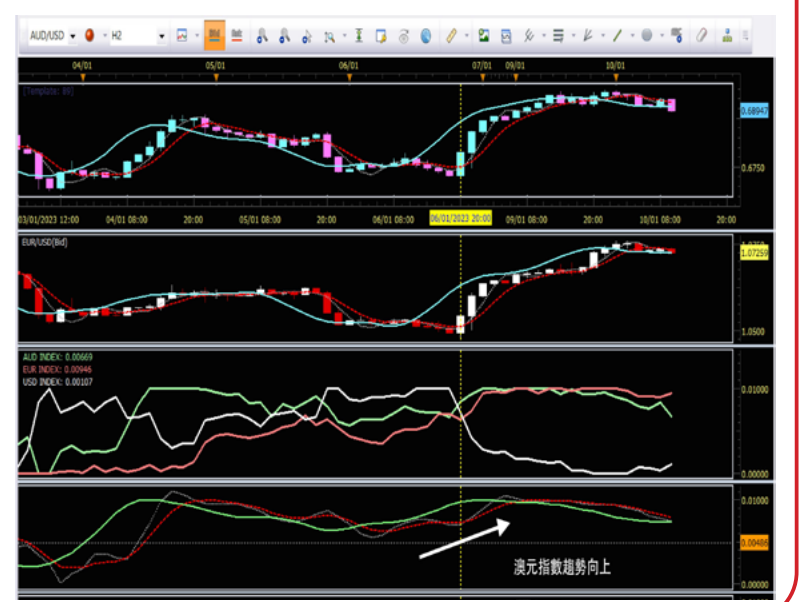 AUD/USD H2
04/01 05/01 06/01 07/01 09/01 10/01
[Template: 89]
0.68947
0.6750
03/01/2023 12:00 04/01 08:00 20:00 05/01 08:00 20:00 06/01 08:00 06/01/2023 20:00 09/01 08:00 20:00 10/01 08:00 20:00
EUR/USD(Bid)
1.07259
1.0500
AUD INDEX: 0.00669
EUR INDEX: 0.00946
USD INDEX: 0.00107
0.01000
0.00000
0.01000
0.00486
澳元指數趨勢向上
0.00000